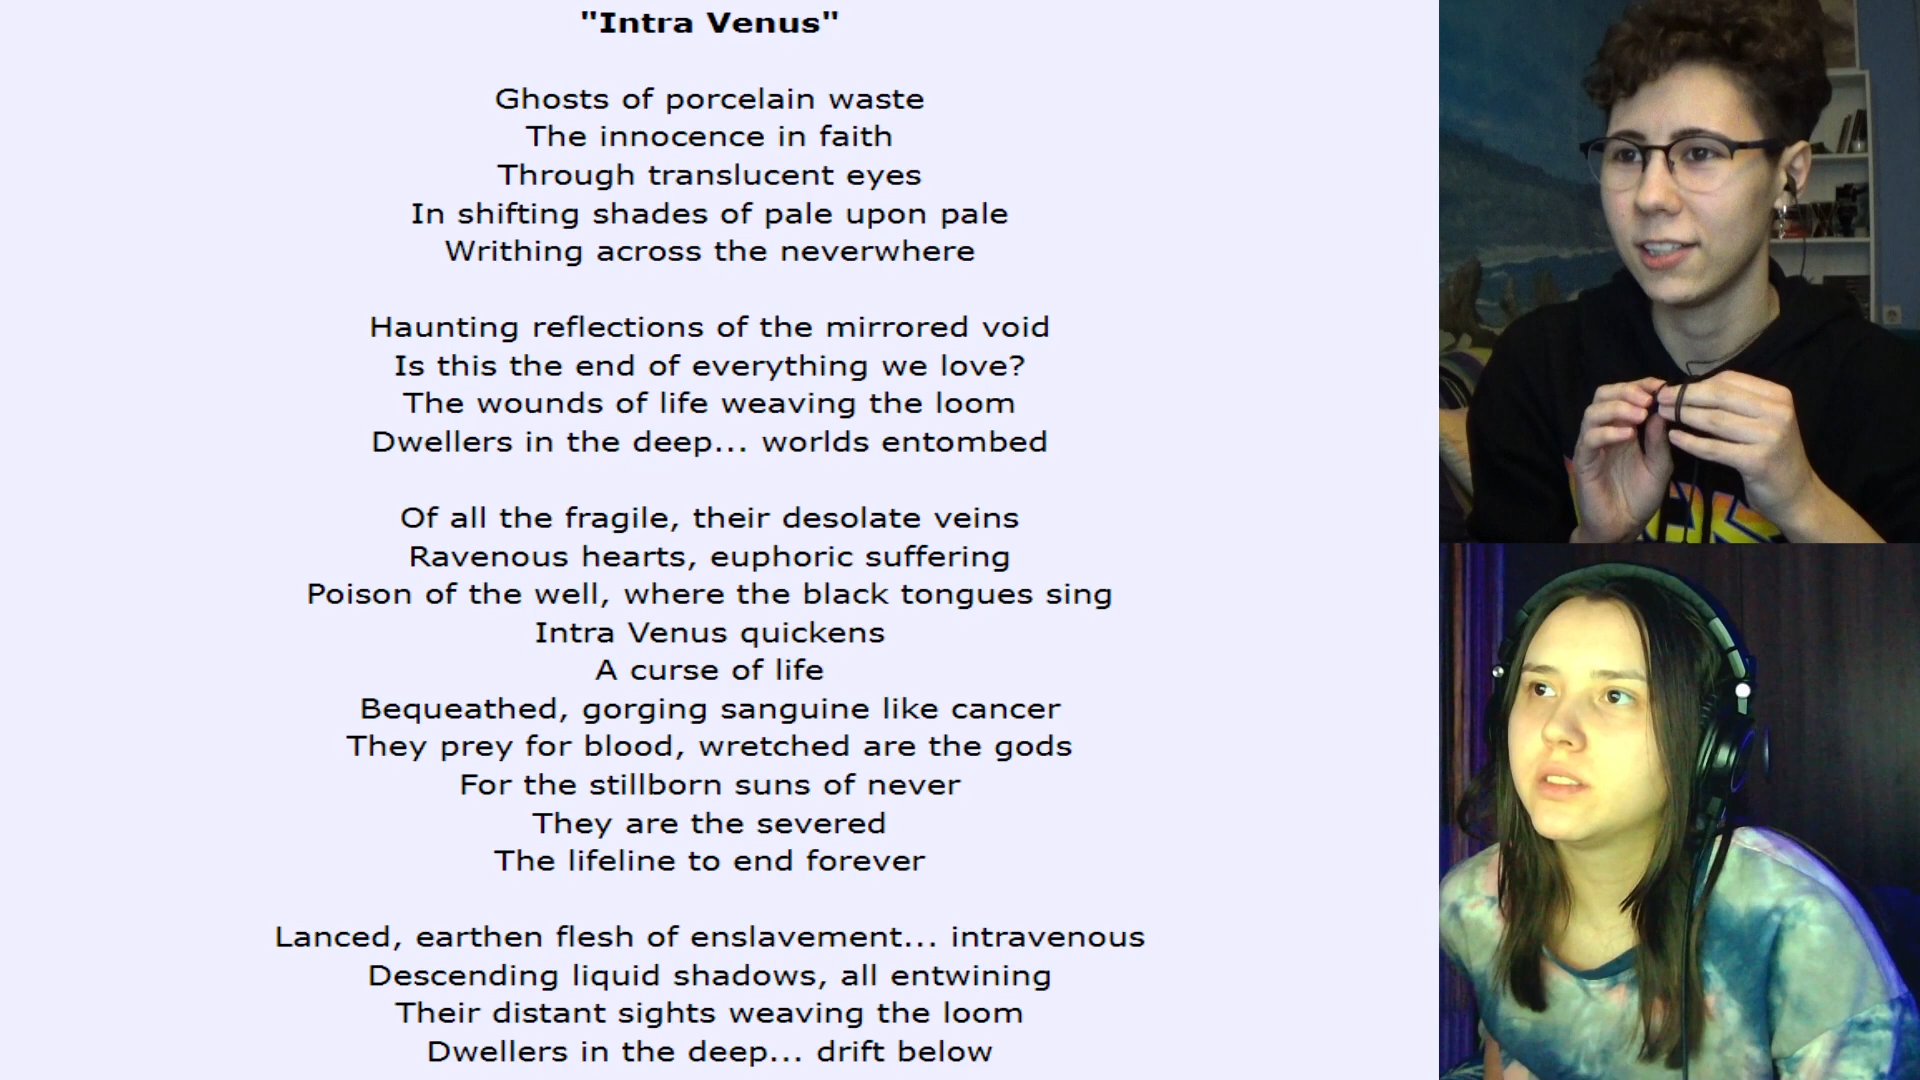 "Intra Venus"
Ghosts of porcelain waste
The innocence in faith
Through translucent eyes
In shifting shades of pale upon pale
Writhing across the neverwhere
Haunting reflections of the mirrored void
Is this the end of everything we love?
The wounds of life weaving the loom
Dwellers in the deep... worlds entombed
Of all the fragile, their desolate veins
Ravenous hearts, euphoric suffering
Poison of the well, where the black tongues sing
Intra Venus quickens
A curse of life
Bequeathed, gorging sanguine like cancer
They prey for blood, wretched are the gods
For the stillborn suns of never
They are the severed
The lifeline to end forever
Lanced, earthen flesh of enslavement... intravenous
Descending liquid shadows, all entwining
Their distant sights weaving the loom
Dwellers in the deep... drift below